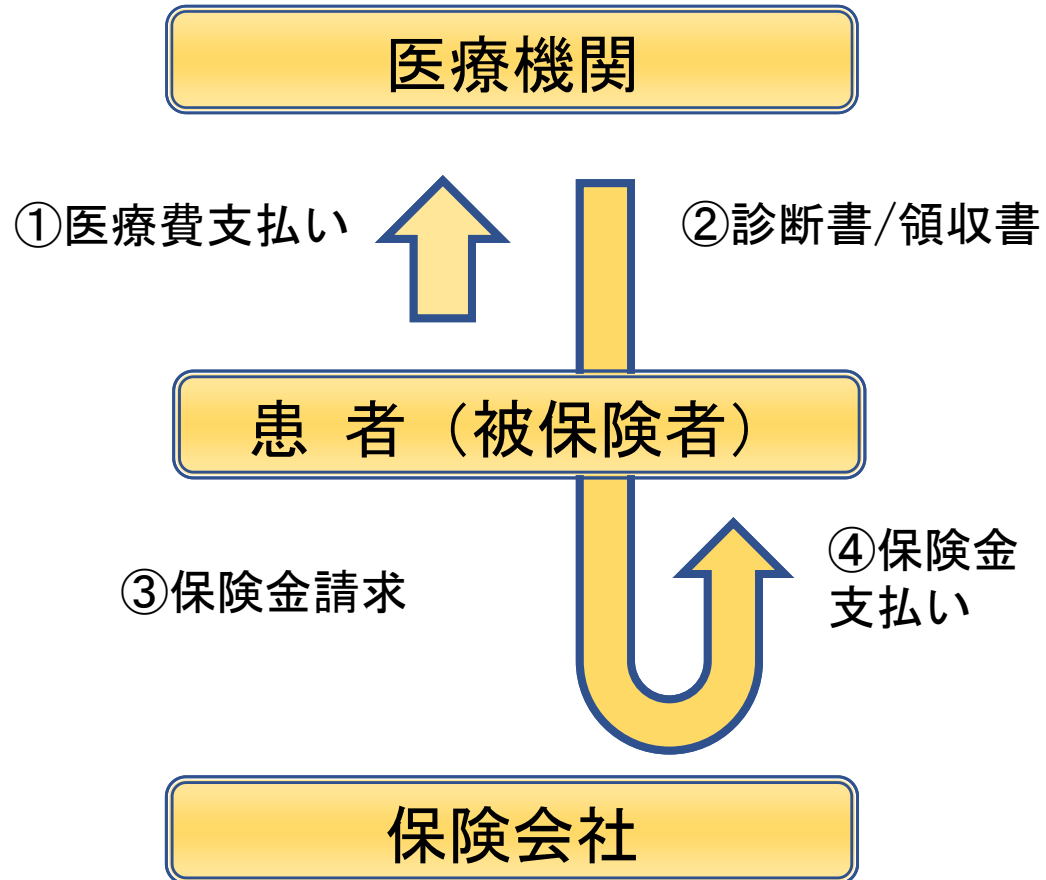 医療機関
①医療費支払い
②診断書/領収書
患 者（被保険者）
③保険金請求
④保険金
支払い
保険会社